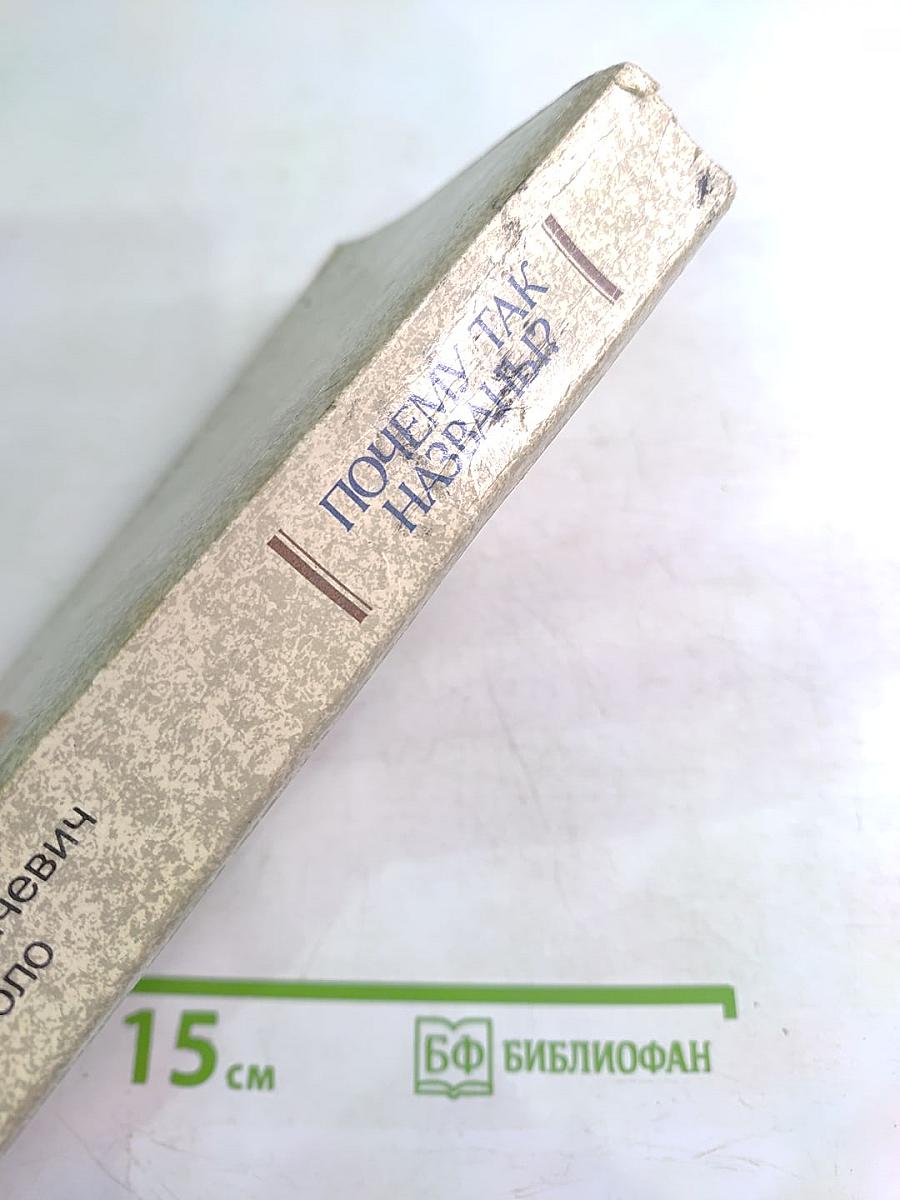 ПОЧЕМУ ТАК
НАЗВАНЫ?
чевич
оло
15 см
БФ БИБЛИОФАН